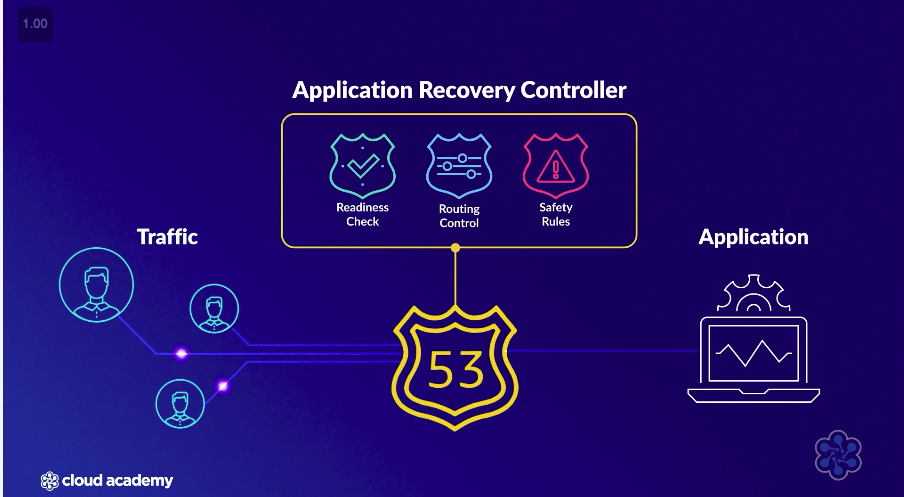 1.00
Application Recovery Controller
Readiness
Check
Routing
Control
Safety
Rules
Traffic
Application
53
cloud academy